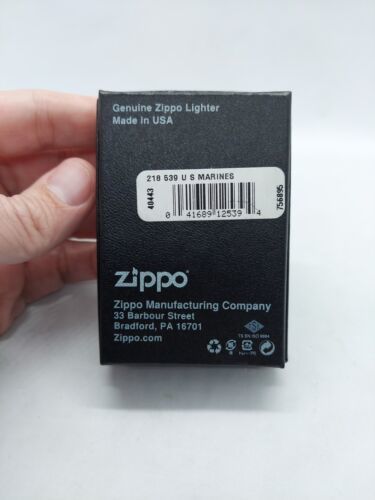 Genuine Zippo Lighter
Made in USA
218 539 U S MARINES
40443
756895
0 41689 12539 4
zippo®
Zippo Manufacturing Company
33 Barbour Street
Bradford, PA 16701
Zippo.com